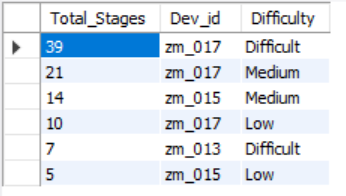 Total_Stages Dev_id Difficulty
39 zm_017 Difficult
21 zm_017 Medium
14 zm_015 Medium
10 zm_017 Low
7 zm_013 Difficult
5 zm_015 Low